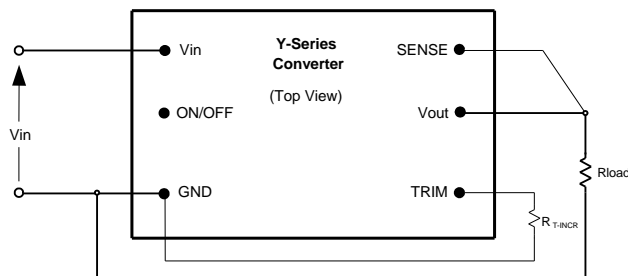 Y-Series
Converter
(Top View)
Vin
SENSE
ON/OFF
Vout
Vin
GND
TRIM
Rload
R T-INCR